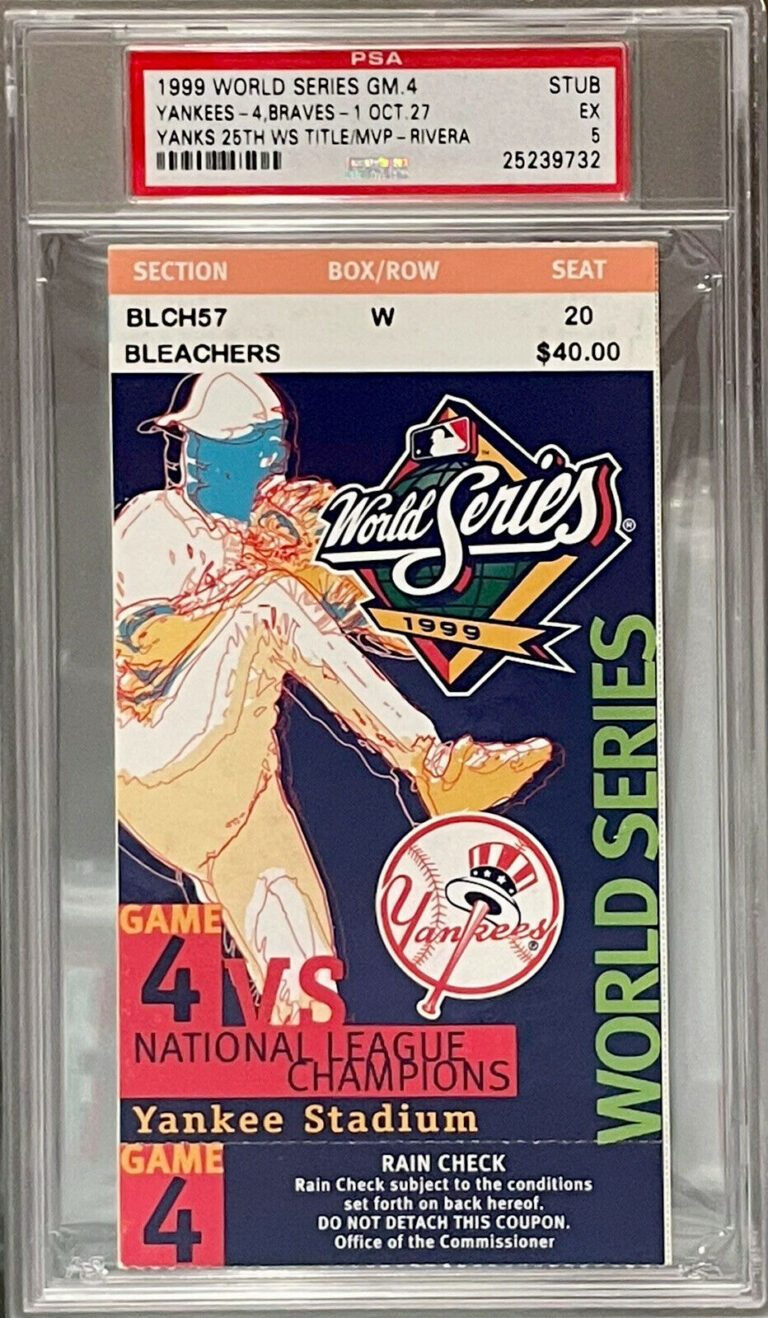 PSA
1999 WORLD SERIES GM.4 STUB
YANKEES-4,BRAVES-1 OCT.27 EX
YANKS 25TH WS TITLE/MVP-RIVERA 5
25239732
SECTION BOX/ROW SEAT
BLCH57 W 20
BLEACHERS $40.00
World Series ®
1999
WORLD SERIES
Yankees ®
GAME
4 VS
NATIONAL LEAGUE
CHAMPIONS
Yankee Stadium
GAME
4
RAIN CHECK
Rain Check subject to the conditions
set forth on back hereof.
DO NOT DETACH THIS COUPON.
Office of the Commissioner